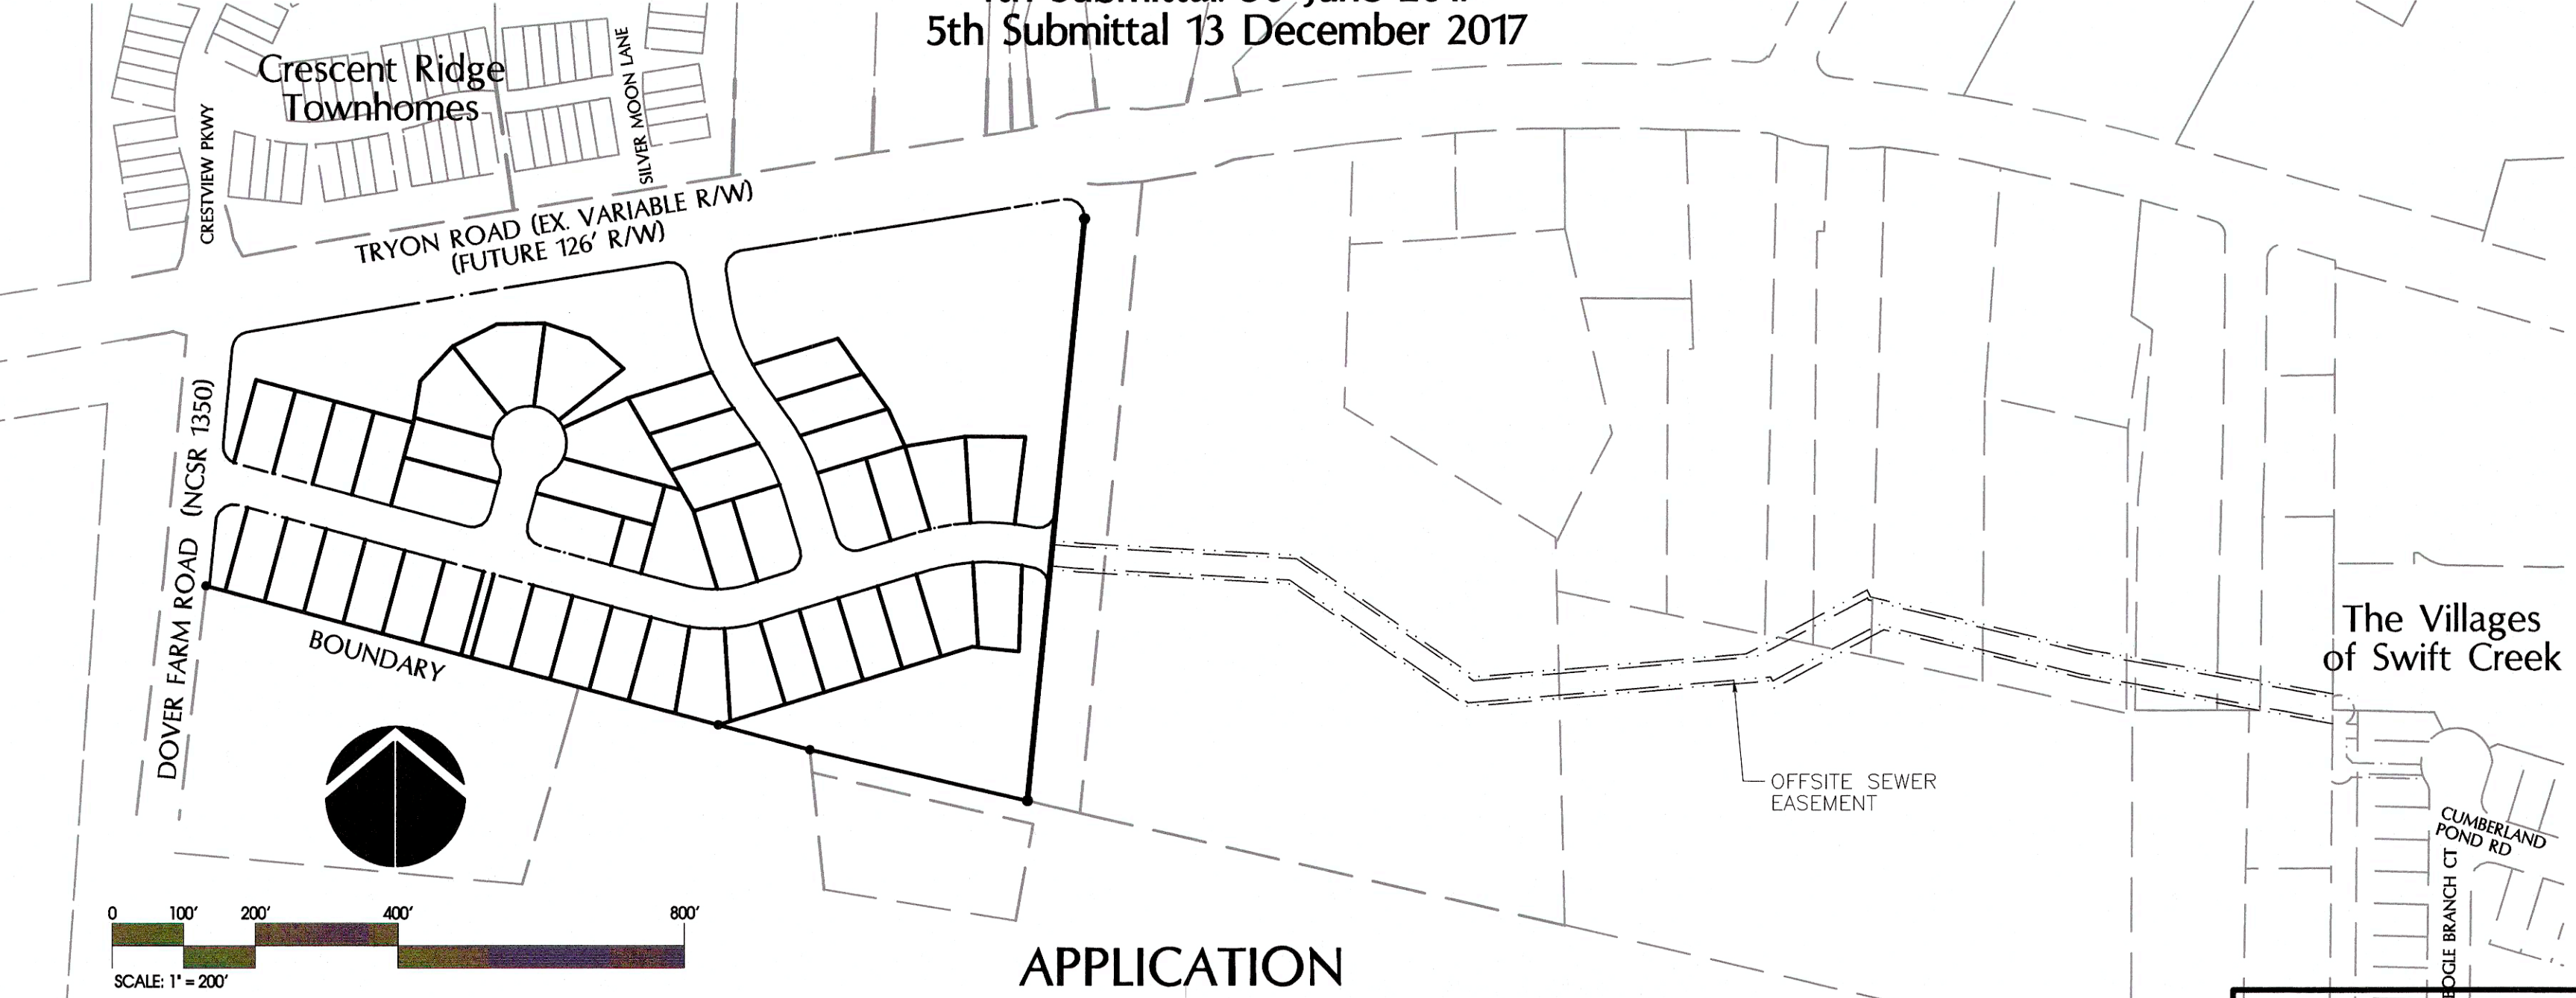 5th Submittal 13 December 2017
Crescent Ridge
Townhomes
CRESTVIEW PKWY
SILVER MOON LANE
TRYON ROAD (EX. VARIABLE R/W)
(FUTURE 126' R/W)
DOVER FARM ROAD (NCSR 1350)
BOUNDARY
The Villages
of Swift Creek
OFFSITE SEWER
EASEMENT
CUMBERLAND
POND RD
BOGLE BRANCH CT
0 100' 200' 400' 800'
SCALE: 1" = 200'
APPLICATION